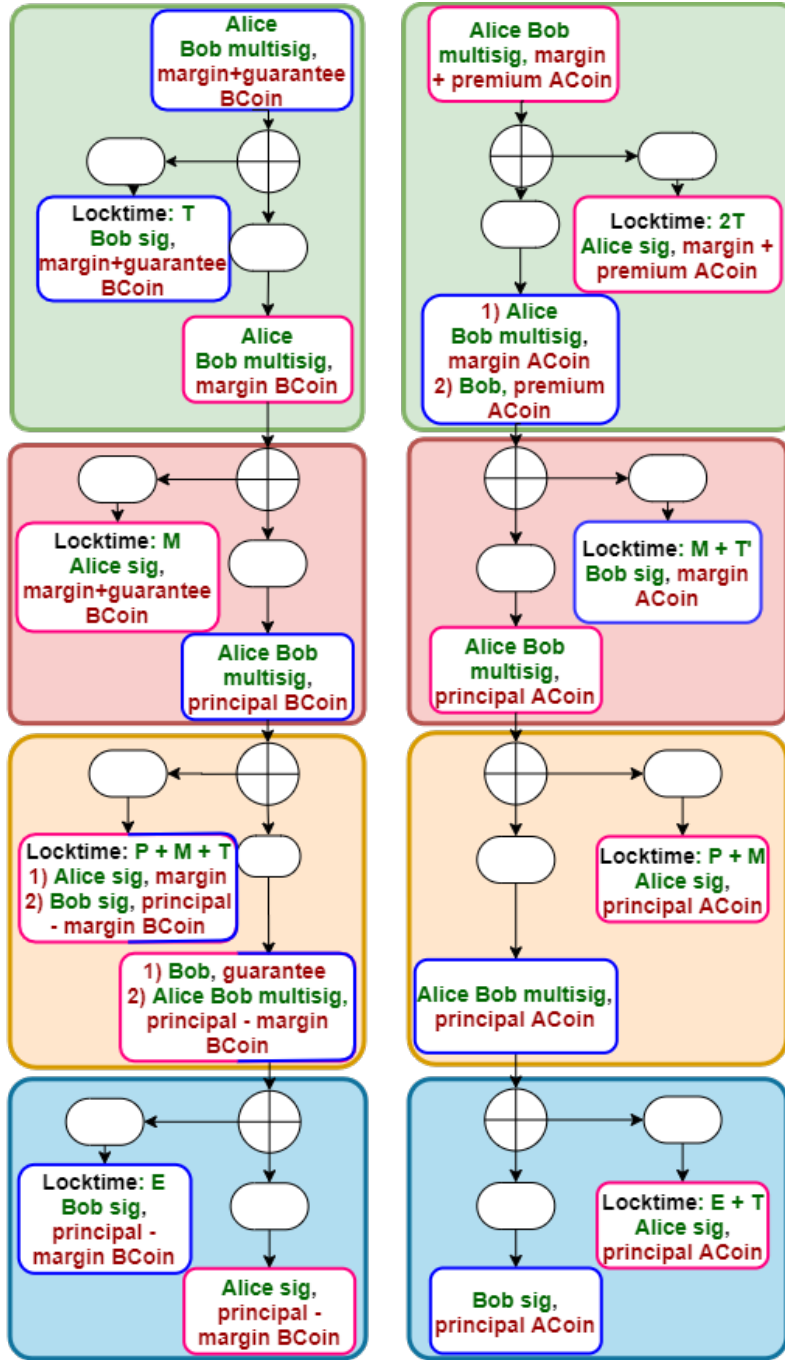 Alice
Bob multisig,
margin+guarantee
BCoin
Locktime: T
Bob sig,
margin+guarantee
BCoin
Alice
Bob multisig,
margin BCoin
Alice Bob
multisig, margin
+ premium ACoin
Locktime: 2T
Alice sig, margin +
premium ACoin
1) Alice
Bob multisig,
margin ACoin
2) Bob, premium
ACoin
Locktime: M
Alice sig,
margin+guarantee
BCoin
Alice Bob
multisig,
principal BCoin
Locktime: M + T'
Bob sig, margin
ACoin
Alice Bob
multisig,
principal ACoin
Locktime: P + M + T
1) Alice sig, margin
2) Bob sig, principal
- margin BCoin
1) Bob, guarantee
2) Alice Bob multisig,
principal - margin
BCoin
Locktime: P + M
Alice sig,
principal ACoin
Alice Bob multisig,
principal ACoin
Locktime: E
Bob sig,
principal -
margin BCoin
Alice sig,
principal -
margin BCoin
Locktime: E + T
Alice sig,
principal ACoin
Bob sig,
principal ACoin